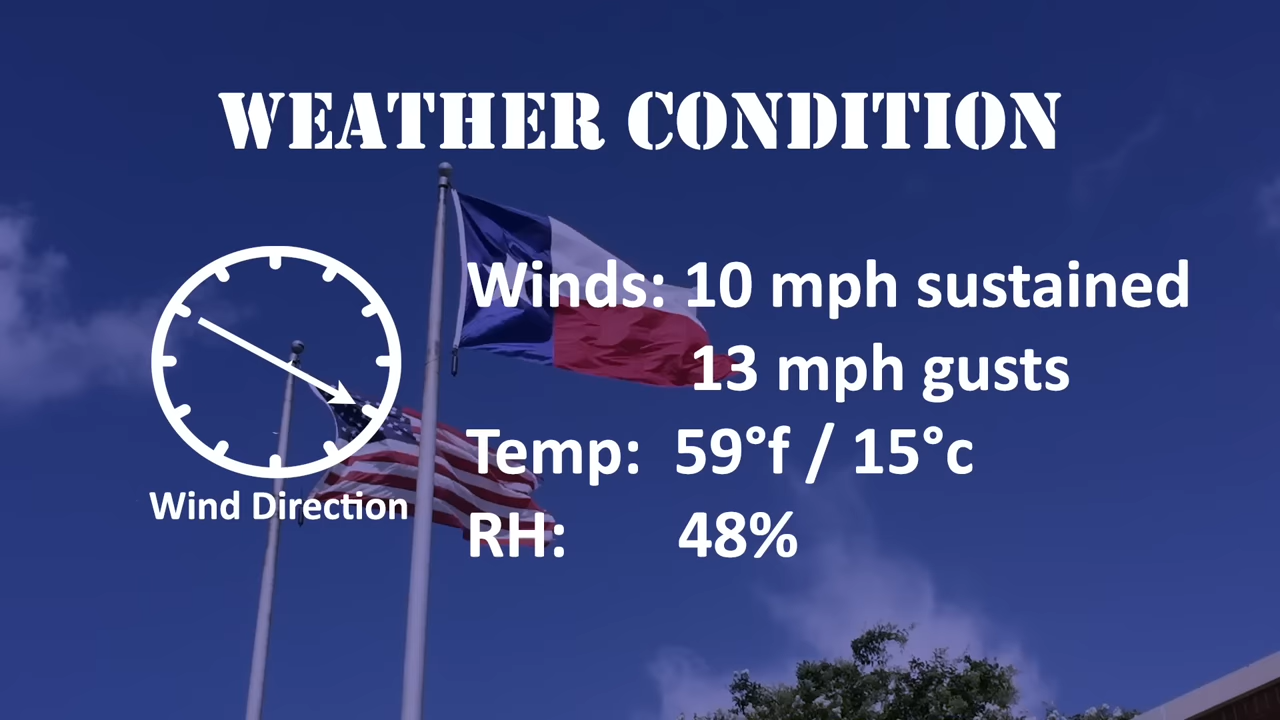 WEATHER CONDITION
Winds: 10 mph sustained
13 mph gusts
Temp: 59°f / 15°c
RH: 48%
Wind Direction